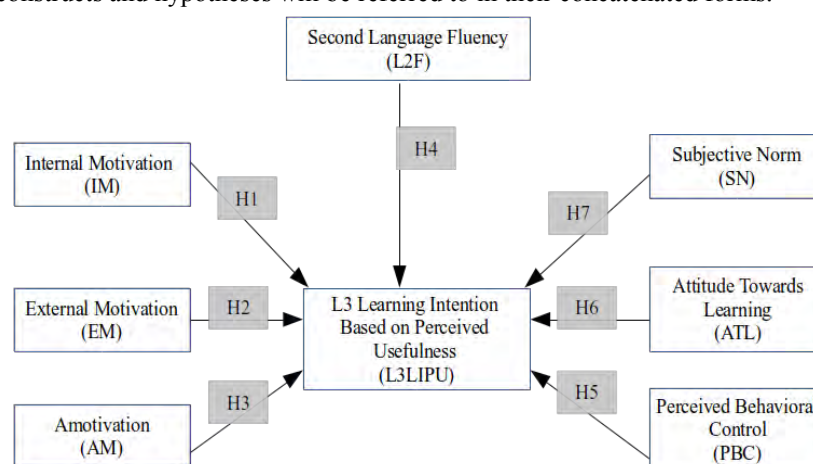 constructs and hypotheses will be referred to in their concatenated forms.
Second Language Fluency
(L2F)
H4
Internal Motivation
(IM)
H1
Subjective Norm
(SN)
H7
External Motivation
(EM)
H2
L3 Learning Intention
Based on Perceived
Usefulness
(L3LIPU)
H6
Attitude Towards
Learning
(ATL)
H3
Amotivation
(AM)
H5
Perceived Behavioral
Control
(PBC)